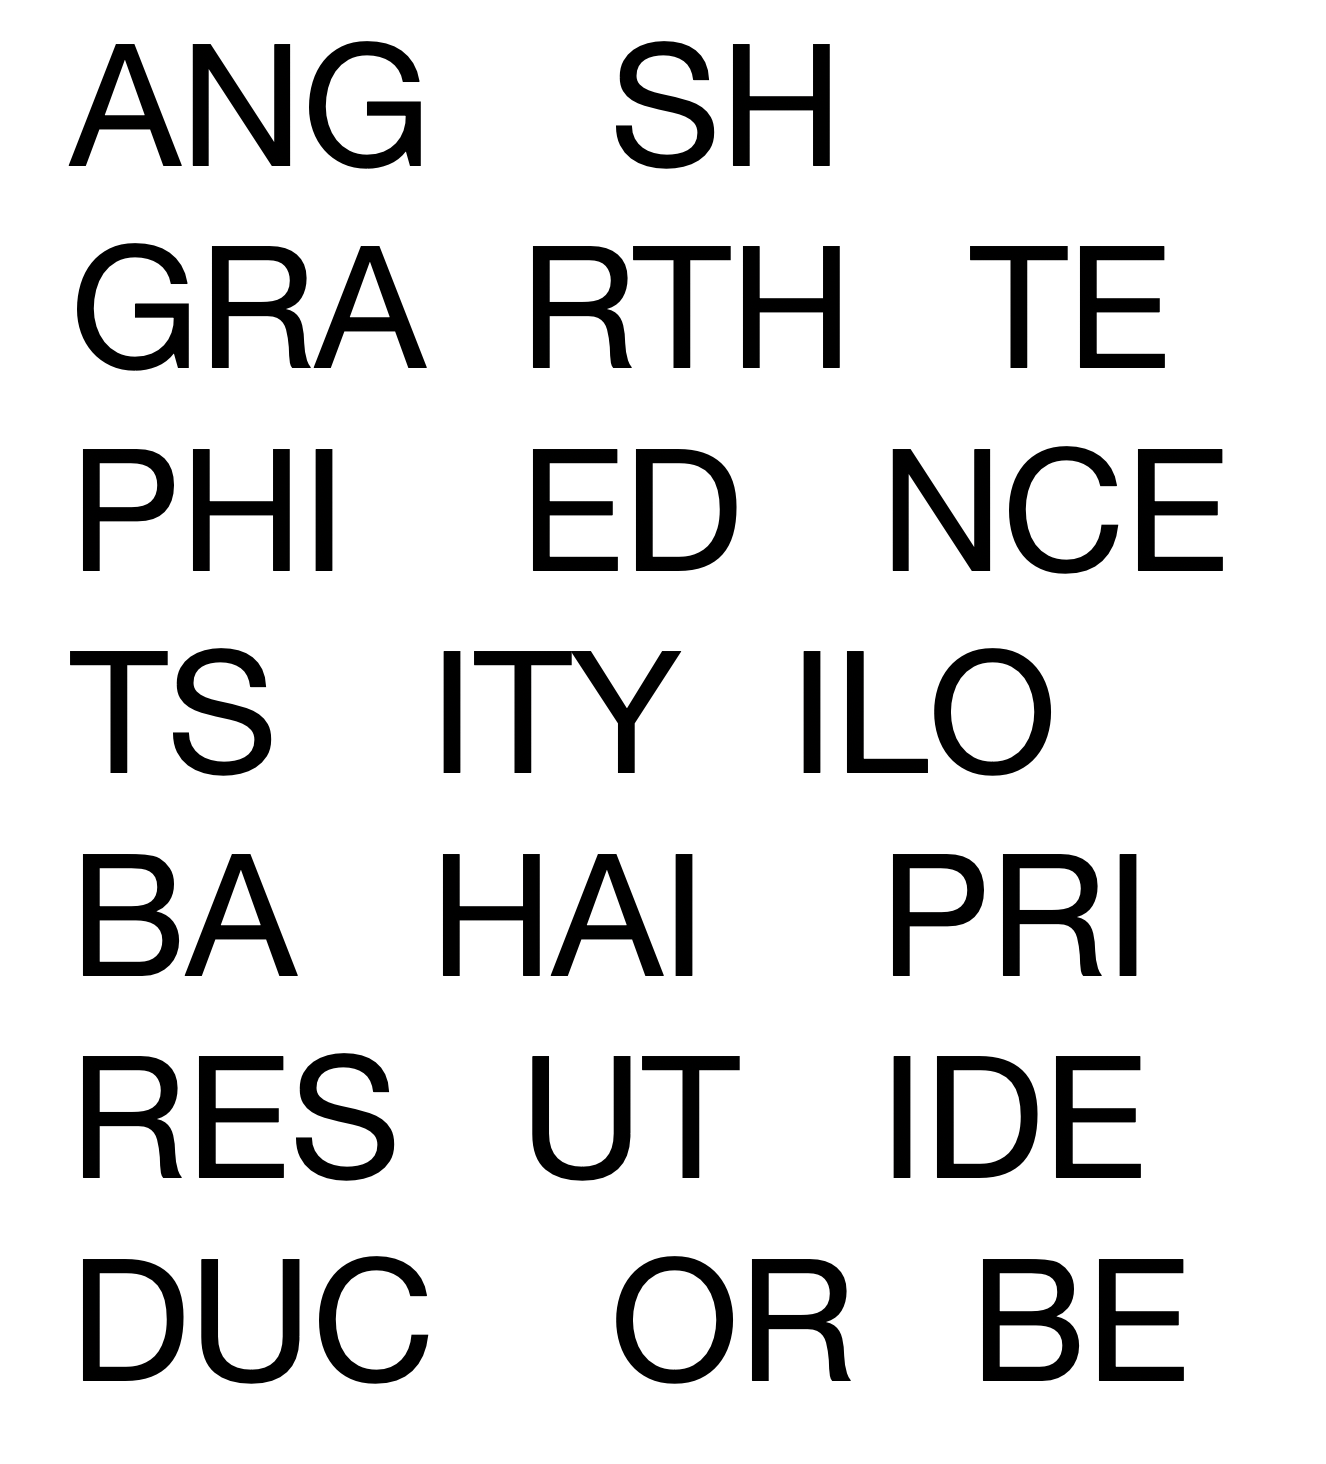 ANG SH
GRA RTH TE
PHI ED NCE
TS ITY ILO
BA HAI PRI
RES UT IDE
DUC OR BE